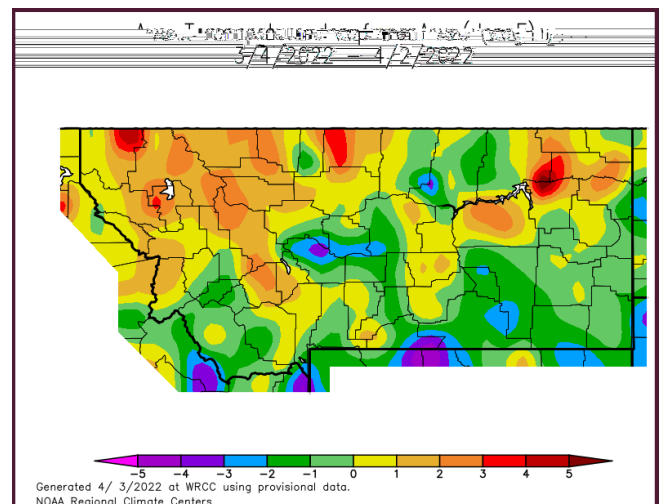 3/4/2022 – 4/2/2022
-5 -4 -3 -2 -1 0 1 2 3 4 5
Generated 4/ 3/2022 at WRCC using provisional data.
NOAA Regional Climate Centers